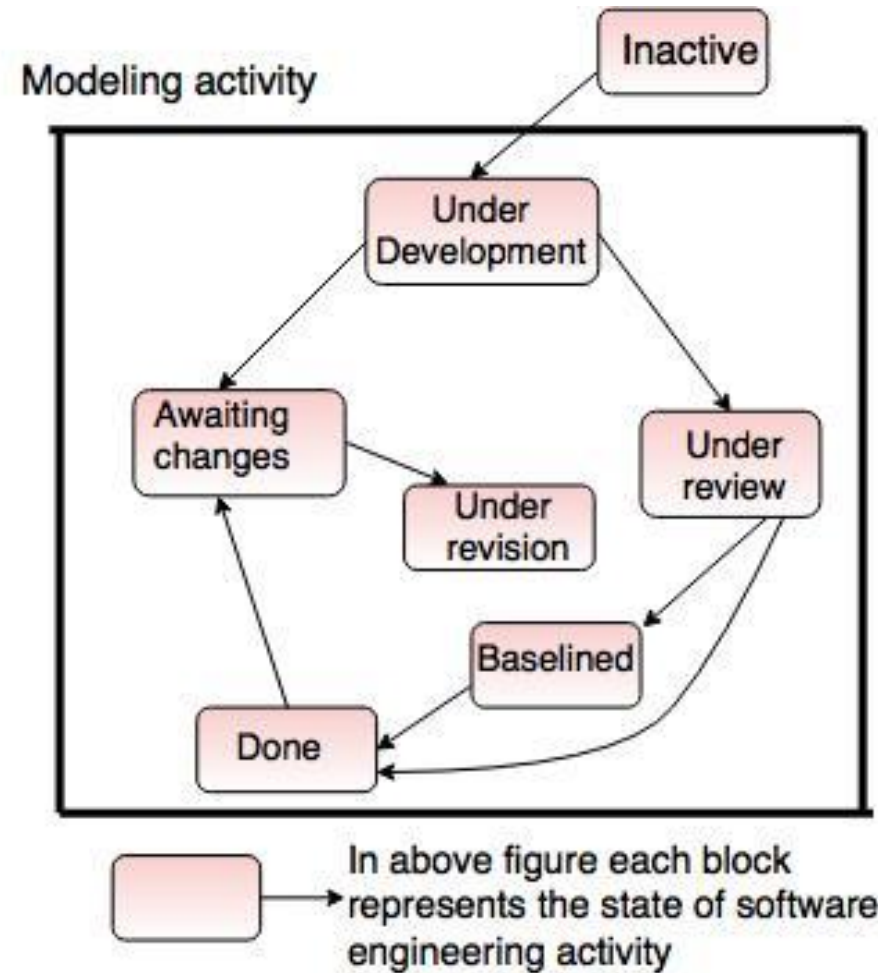 Inactive
Modeling activity
Under
Development
Awaiting
changes
Under
review
Under
revision
Baselined
Done
In above figure each block
represents the state of software
engineering activity